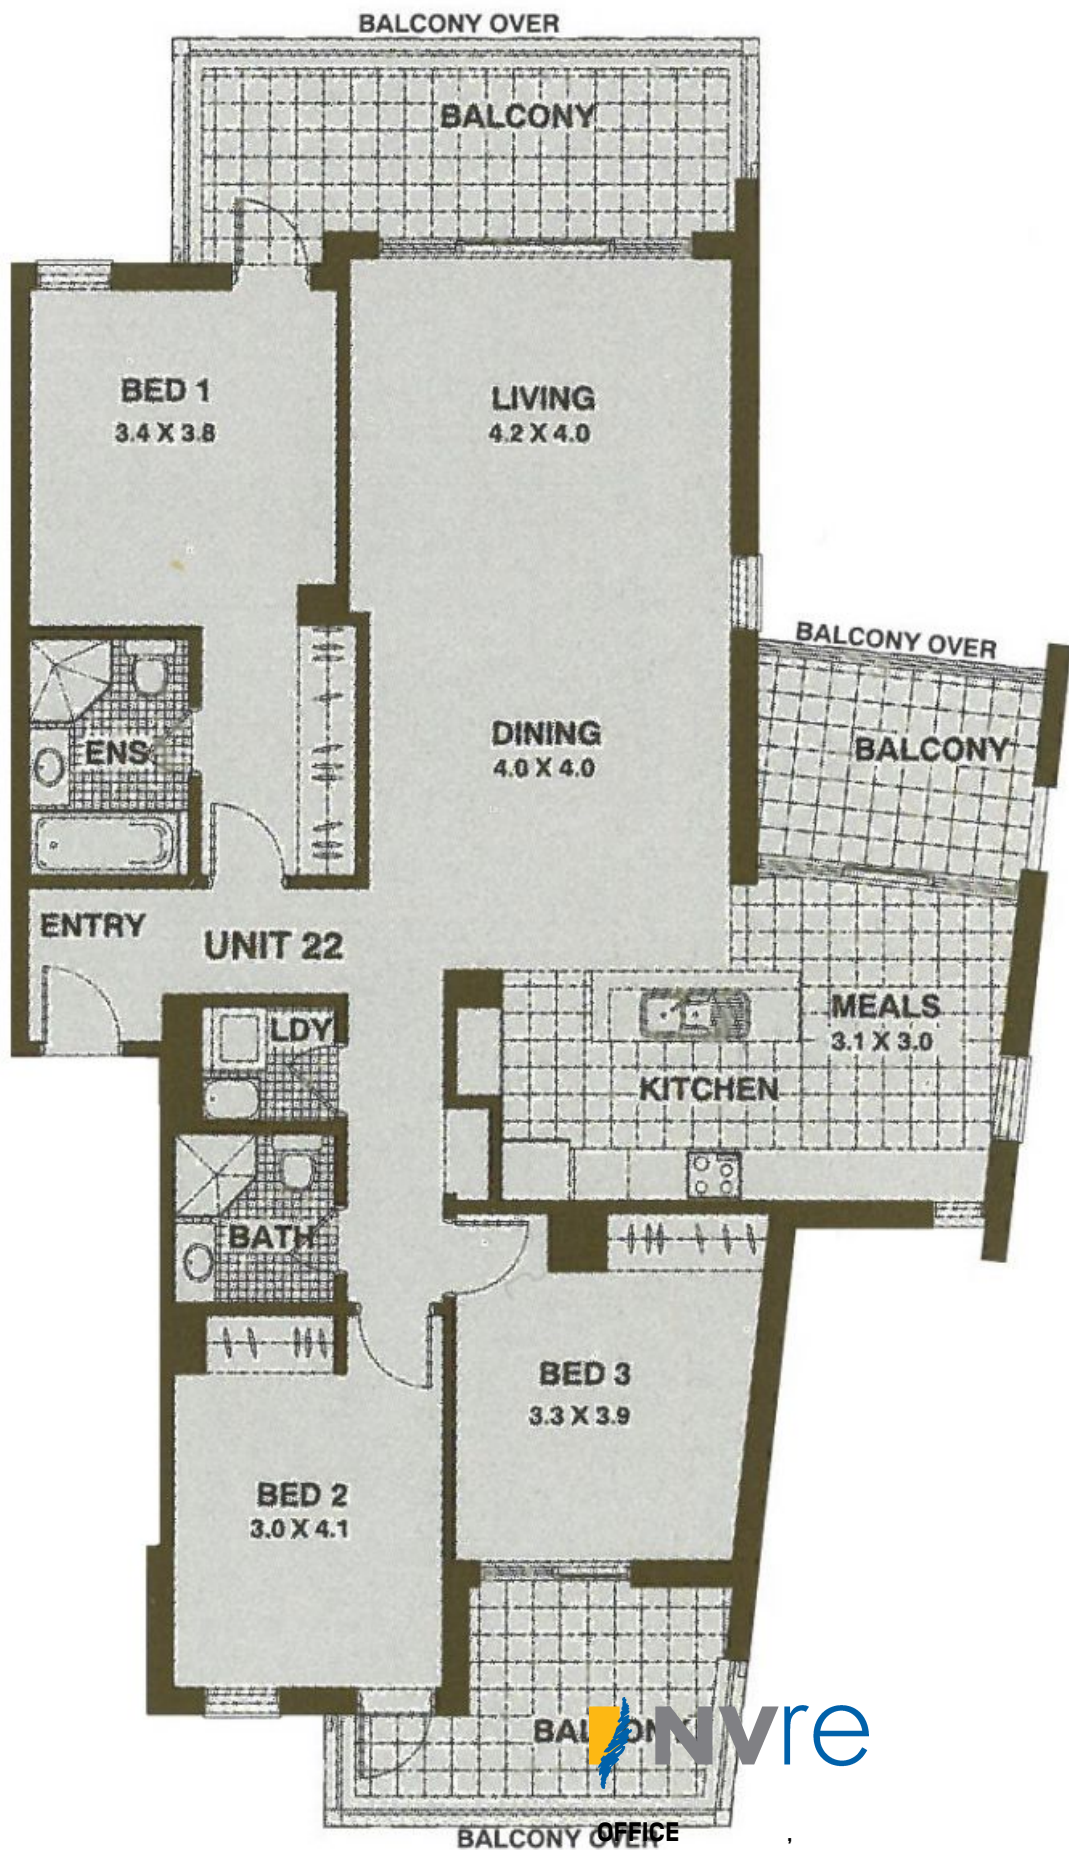 BALCONY OVER
BALCONY
BED 1
3.4 X 3.8
LIVING
4.2 X 4.0
BALCONY OVER
BALCONY
ENS
DINING
4.0 X 4.0
ENTRY
UNIT 22
LDY
MEALS
3.1 X 3.0
KITCHEN
BATH
BED 3
3.3 X 3.9
BED 2
3.0 X 4.1
BALCONY
NVre
BALCONY OVER
OFFICE ,